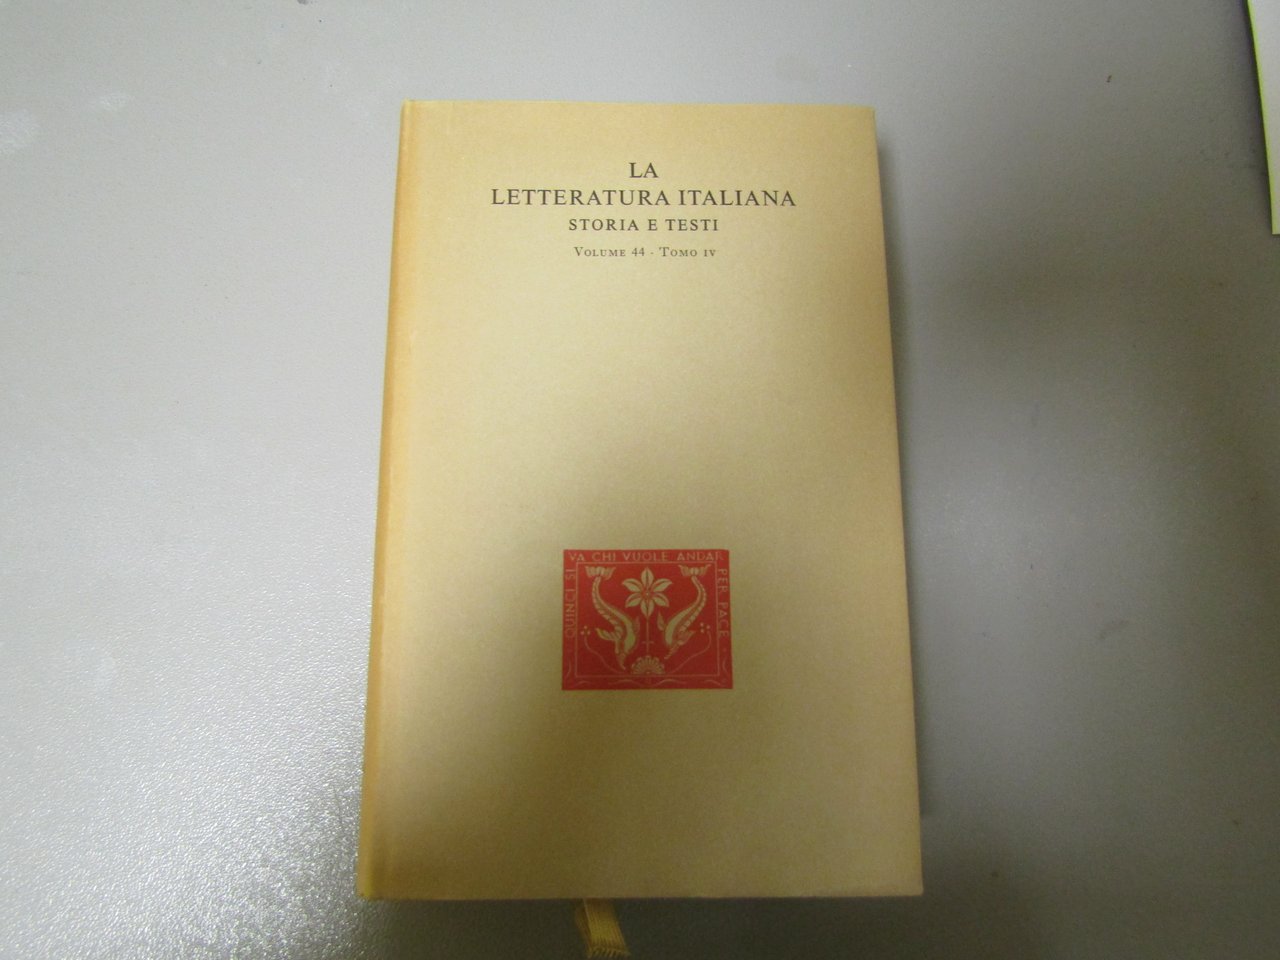 LA
LETTERATURA ITALIANA
STORIA E TESTI
VOLUME 44 - TOMO IV
QUINCI SI
VA CHI VUOLE ANDAR
PER PACE